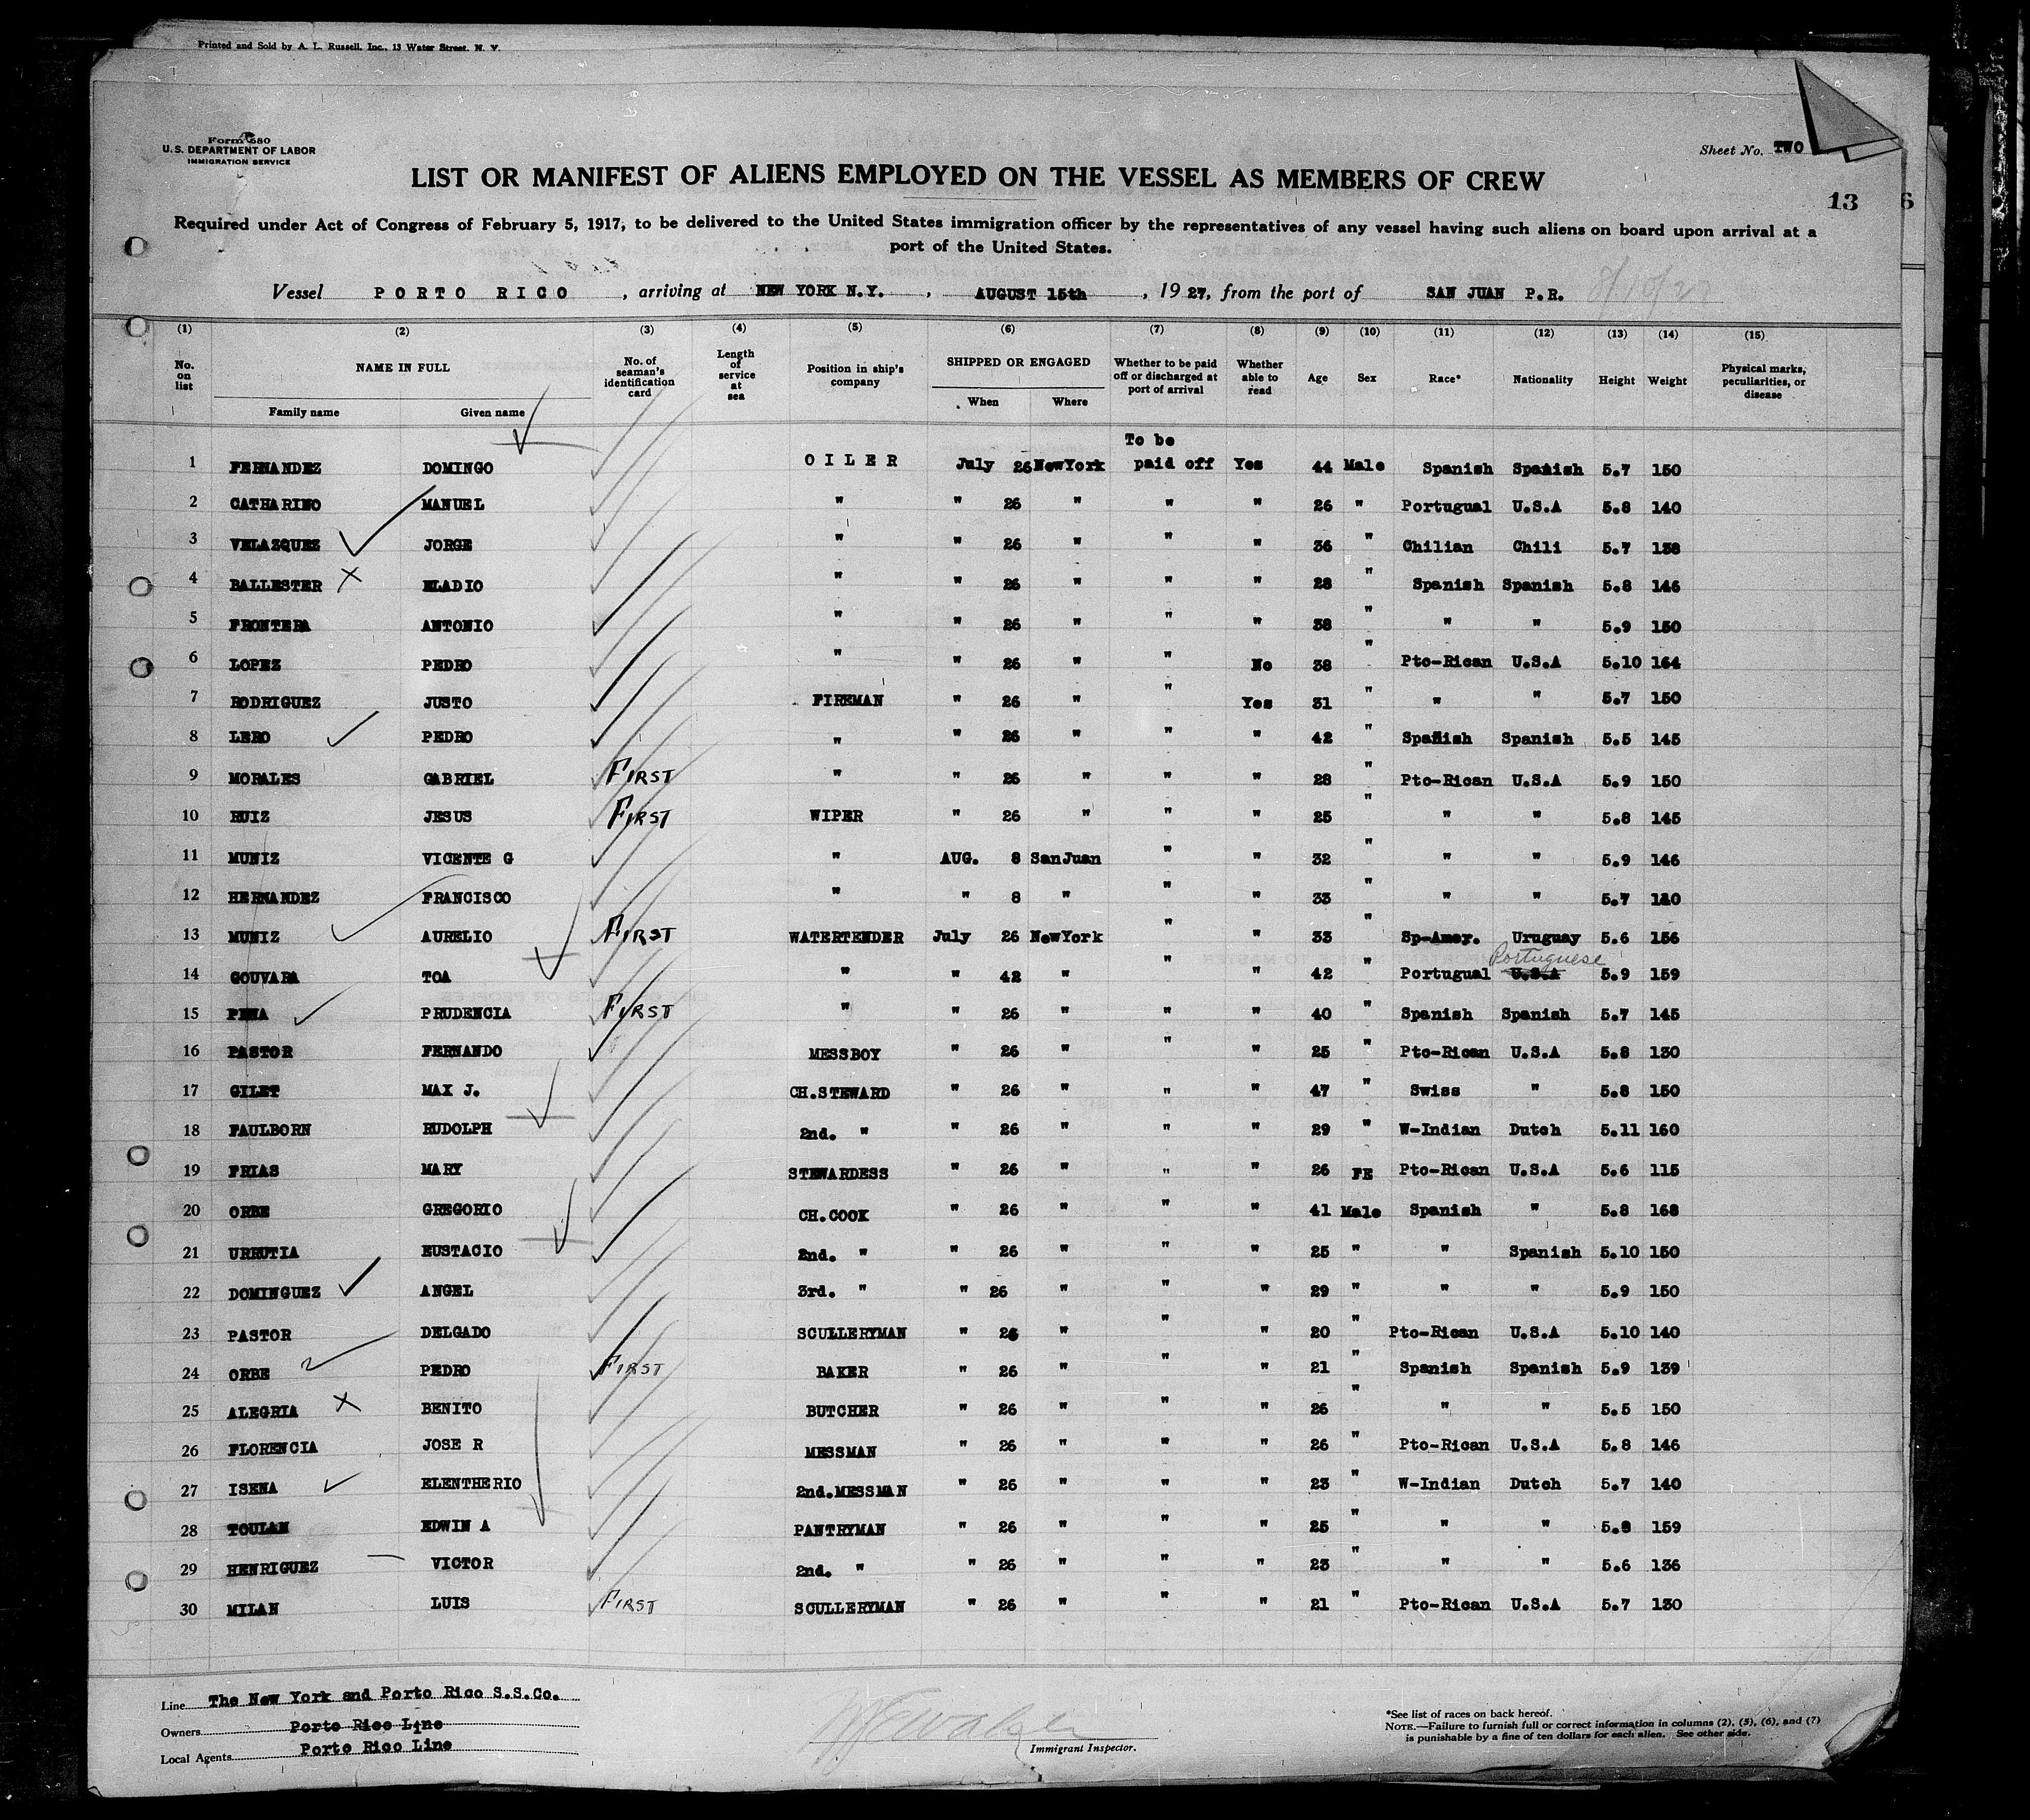 Printed and Sold by A. L. Russell, Inc., 13 Water Street, N. Y.
Form 680
U. S. DEPARTMENT OF LABOR
IMMIGRATION SERVICE
Sheet No. TWO
LIST OR MANIFEST OF ALIENS EMPLOYED ON THE VESSEL AS MEMBERS OF CREW
13 6
Required under Act of Congress of February 5, 1917, to be delivered to the United States immigration officer by the representatives of any vessel having such aliens on board upon arrival at a
port of the United States.
Vessel PORTO RICO, arriving at NEW YORK N.Y., AUGUST 15th, 1927, from the port of SAN JUAN P.R.
(1) (2) (3) (4) (5) (6) (7) (8) (9) (10) (11) (12) (13) (14) (15)
No. on list NAME IN FULL Family name Given name No. of seaman's identification card Length of service at sea Position in ship's company SHIPPED OR ENGAGED When Where Whether to be paid off or discharged at port of arrival Whether able to read Age Sex Race* Nationality Height Weight Physical marks, peculiarities, or disease
1 FERNANDEZ DOMINGO OILER July 26 NewYork To be paid off Yes 44 Male Spanish Spanish 5.7 150
2 CATHARINO MANUEL " " 26 " " " 26 " Portugual U.S.A 5.8 140
3 VELAZQUEZ JORGE " " 26 " " " 36 " Chilian Chili 5.7 138
4 BALLESTER X ELADIO " " 26 " " " 28 " Spanish Spanish 5.8 146
5 FRONTERA ANTONIO " " 26 " " " 38 " " " 5.9 150
6 LOPEZ PEDRO " " 26 " " No 38 " Pto-Rican U.S.A 5.10 164
7 RODRIGUEZ JUSTO FIREMAN " 26 " " Yes 31 " " " 5.7 150
8 LERO PEDRO " " 26 " " " 42 " Spanish Spanish 5.5 145
9 MORALES GABRIEL FIRST " " 26 " " " 28 " Pto-Rican U.S.A 5.9 150
10 RUIZ JESUS FIRST WIPER " 26 " " " 25 " " " 5.8 145
11 MUNIZ VICENTE G " AUG. 8 SanJuan " " 32 " " " 5.9 146
12 HERNANDEZ FRANCISCO " " 8 " " " 33 " " " 5.7
13 MUNIZ AURELIO FIRST WATERTENDER July 26 NewYork " " 33 " Sp-Amer. Uruguay 5.6 156
14 GOUVARA TOA " " 42 " " " 42 " Portugual U.S.A Portuguese 5.9 159
15 PENA PRUDENCIA FIRST " " 26 " " " 40 " Spanish Spanish 5.7 145
16 PASTOR FERNANDO MESSBOY " 26 " " " 25 " Pto-Rican U.S.A 5.8 130
17 GILET MAX J. CH.STEWARD " 26 " " " 47 " Swiss " 5.8 150
18 FAULBORN RUDOLPH 2nd. " " 26 " " " 29 " W-Indian Dutch 5.11 160
19 FRIAS MARY STEWARDESS " 26 " " " 26 FE Pto-Rican U.S.A 5.6 115
20 ORBE GREGORIO CH.COOK " 26 " " " 41 Male Spanish " 5.8 168
21 URRUTIA EUSTACIO 2nd. " " 26 " " " 25 " " Spanish 5.10 150
22 DOMINGUEZ ANGEL 3rd. " " 26 " " " 29 " " " 5.9 150
23 PASTOR DELGADO SCULLERYMAN " 26 " " " 20 " Pto-Rican U.S.A 5.10 140
24 ORBE PEDRO FIRST BAKER " 26 " " " 21 " Spanish Spanish 5.9 139
25 ALEGRIA X BENITO BUTCHER " 26 " " " 26 " " " 5.5 150
26 FLORENCIA JOSE R MESSMAN " 26 " " " 26 " Pto-Rican U.S.A 5.8 146
27 ISENA ELENTHERIO 2nd.MESSMAN " 26 " " " 23 " W-Indian Dutch 5.7 140
28 TOULAN EDWIN A PANTRYMAN " 26 " " " 25 " " " 5.8 159
29 HENRIGUEZ VICTOR 2nd. " " 26 " " " 23 " " " 5.6 136
30 MILAN LUIS FIRST SCULLERYMAN " 26 " " " 21 " Pto-Rican U.S.A 5.7 130
Line The New York and Porto Rico S.S.Co.
Owners Porto Rico Line
Local Agents Porto Rico Line
Immigrant Inspector.
*See list of races on back hereof.
NOTE.—Failure to furnish full or correct information in columns (2), (5), (6), and (7)
is punishable by a fine of ten dollars for each alien. See other side.